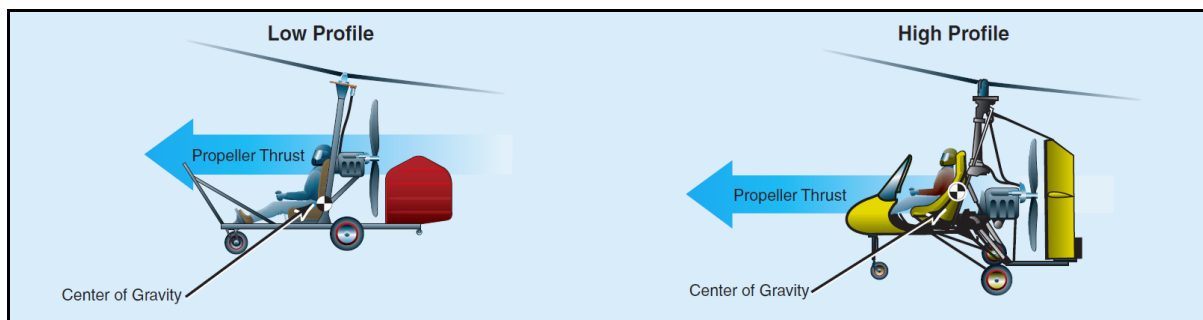 Low Profile
High Profile
Propeller Thrust
Propeller Thrust
Center of Gravity
Center of Gravity